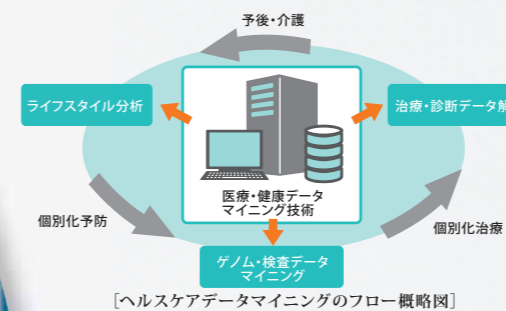 予後・介護
ライフスタイル分析
治療・診断データ解
医療・健康データ
マイニング技術
個別化予防
個別化治療
ゲノム・検査データ
マイニング
［ヘルスケアデータマイニングのフロー概略図］